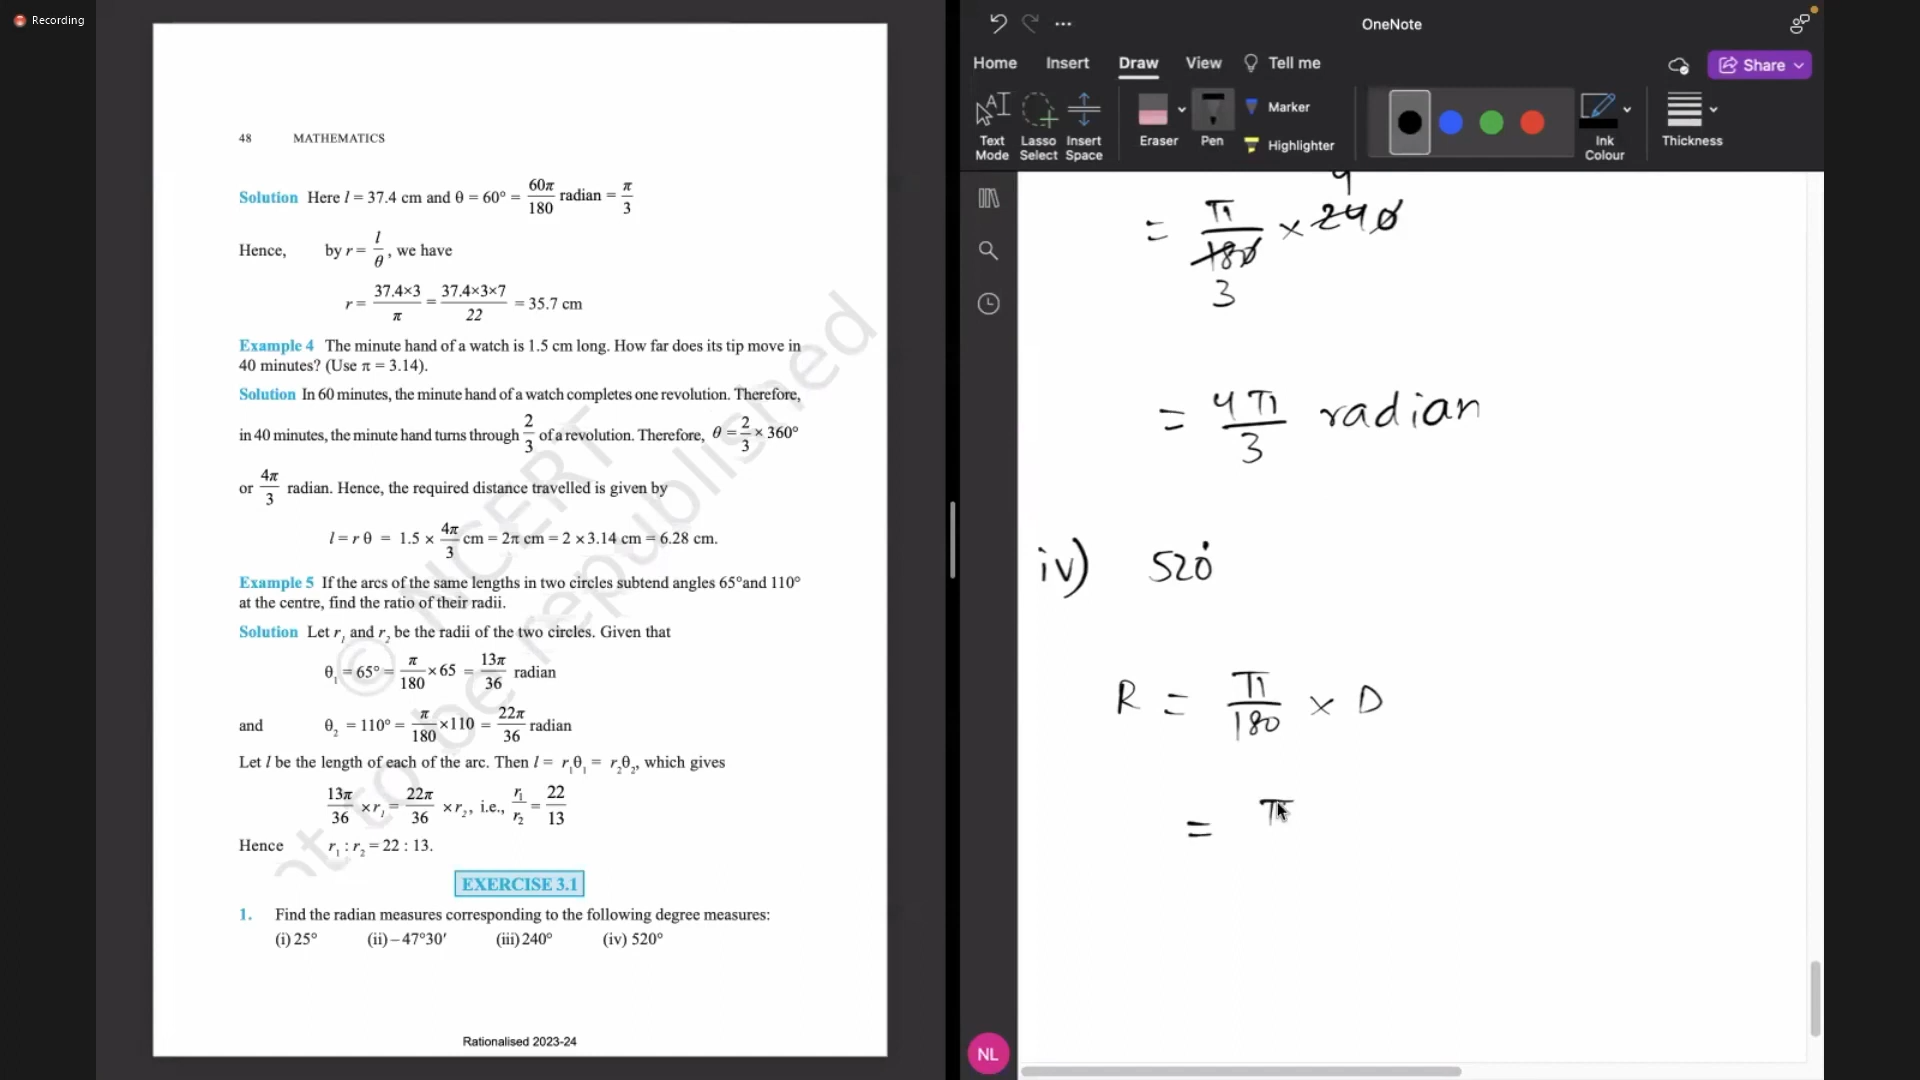 Recording
48 MATHEMATICS
Solution Here l = 37.4 cm and θ = 60° = 60π/180 radian = π/3
Hence, by r = l/θ, we have
r = 37.4×3/π = 37.4×3×7/22 = 35.7 cm
Example 4 The minute hand of a watch is 1.5 cm long. How far does its tip move in
40 minutes? (Use π = 3.14).
Solution In 60 minutes, the minute hand of a watch completes one revolution. Therefore,
in 40 minutes, the minute hand turns through 2/3 of a revolution. Therefore, θ = 2/3 × 360°
or 4π/3 radian. Hence, the required distance travelled is given by
l = r θ = 1.5 × 4π/3 cm = 2π cm = 2 ×3.14 cm = 6.28 cm.
Example 5 If the arcs of the same lengths in two circles subtend angles 65°and 110°
at the centre, find the ratio of their radii.
Solution Let r₁ and r₂ be the radii of the two circles. Given that
θ₁ = 65° = π/180 × 65 = 13π/36 radian
and θ₂ = 110° = π/180 ×110 = 22π/36 radian
Let l be the length of each of the arc. Then l = r₁θ₁ = r₂θ₂, which gives
13π/36 × r₁ = 22π/36 × r₂, i.e., r₁/r₂ = 22/13
Hence r₁ : r₂ = 22 : 13.
EXERCISE 3.1
1. Find the radian measures corresponding to the following degree measures:
(i) 25° (ii) – 47°30′ (iii) 240° (iv) 520°
Rationalised 2023-24
© NCERT
not to be republished
OneNote
Home Insert Draw View Tell me
Share
Text Mode
Lasso Select
Insert Space
Eraser
Pen
Marker
Highlighter
Ink Colour
Thickness
4
= π/180 × 240
3
= 4π/3 radian
iv) 520°
R = π/180 × D
= π
NL